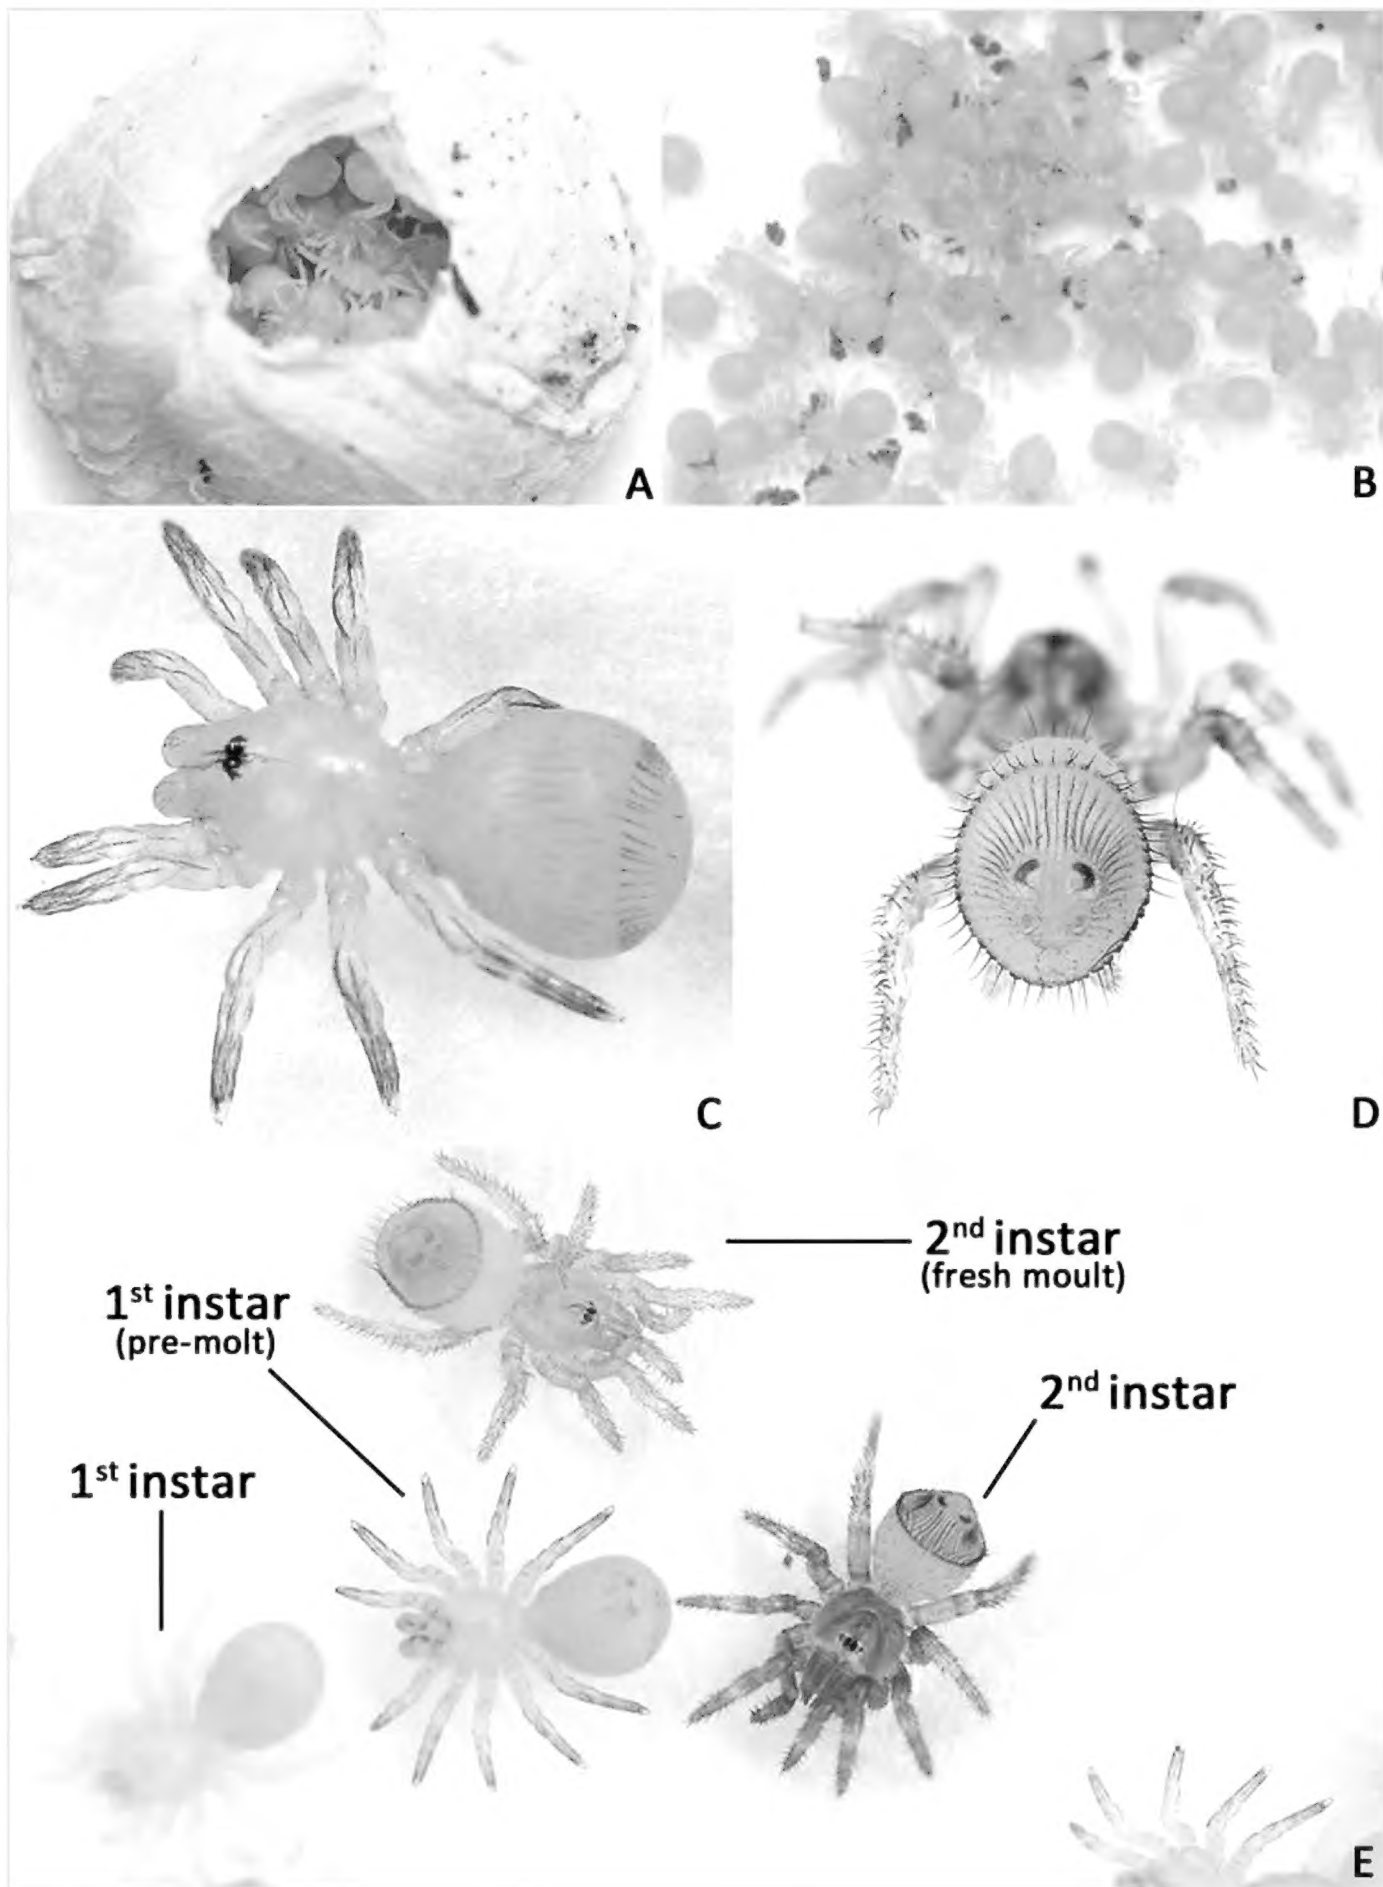 A
B
C
D
2nd instar
(fresh moult)
1st instar
(pre-molt)
2nd instar
1st instar
E